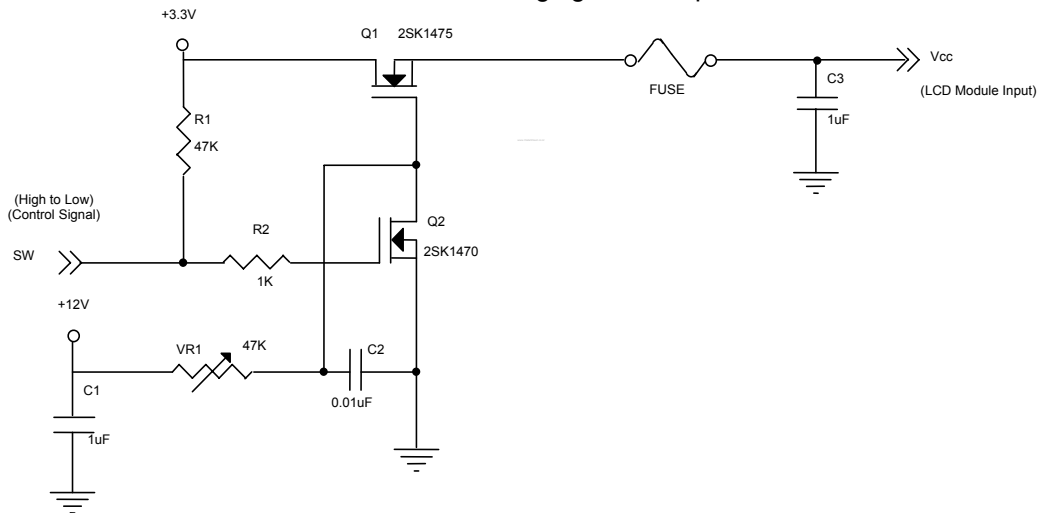 +3.3V
Q1 2SK1475
FUSE
Vcc
(LCD Module Input)
C3
1uF
R1
47K
(High to Low)
(Control Signal)
SW
R2
1K
Q2
2SK1470
+12V
VR1 47K
C2
0.01uF
C1
1uF